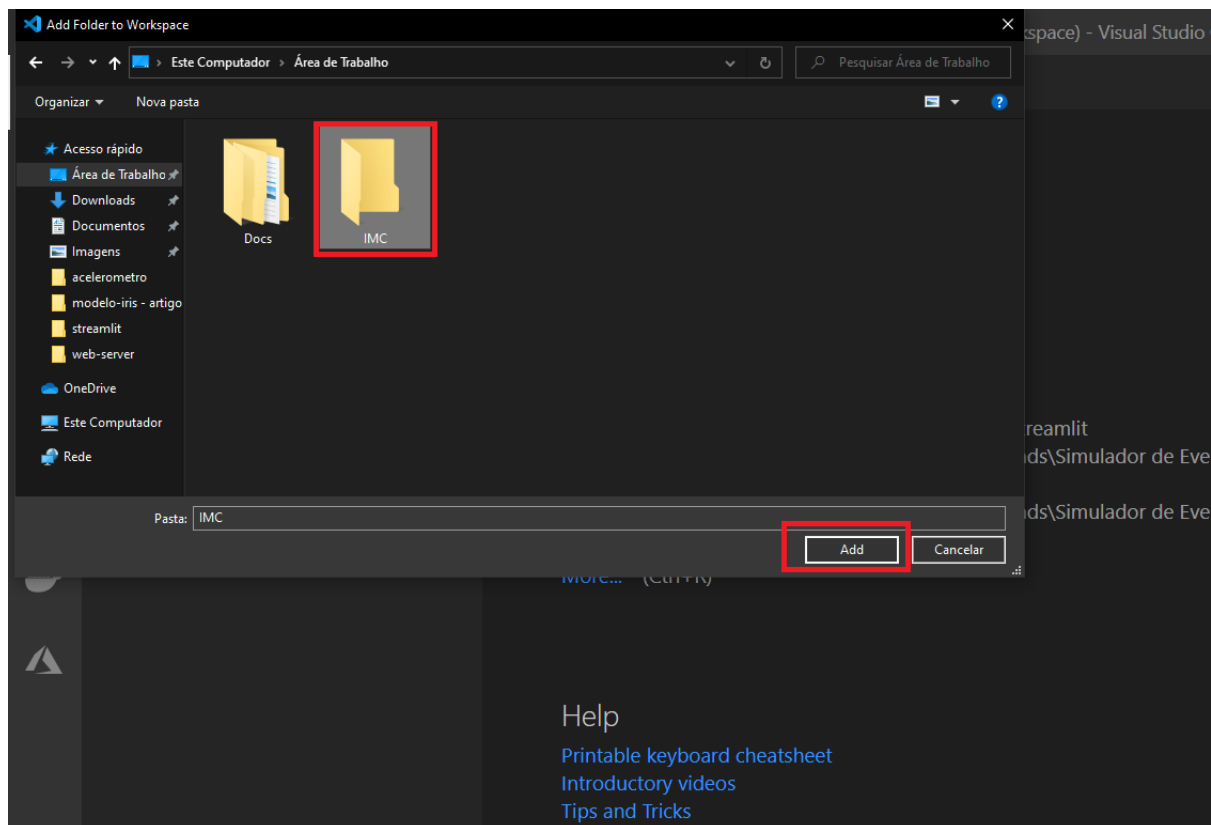 Add Folder to Workspace
space) - Visual Studio
Este Computador › Área de Trabalho
Pesquisar Área de Trabalho
Organizar
Nova pasta
Acesso rápido
Área de Trabalho
Downloads
Documentos
Imagens
acelerometro
modelo-iris - artigo
streamlit
web-server
OneDrive
Este Computador
Rede
Docs
IMC
reamlit
ds\Simulador de Eve
ds\Simulador de Eve
Pasta: IMC
Add
Cancelar
More... (Ctrl+R)
Help
Printable keyboard cheatsheet
Introductory videos
Tips and Tricks